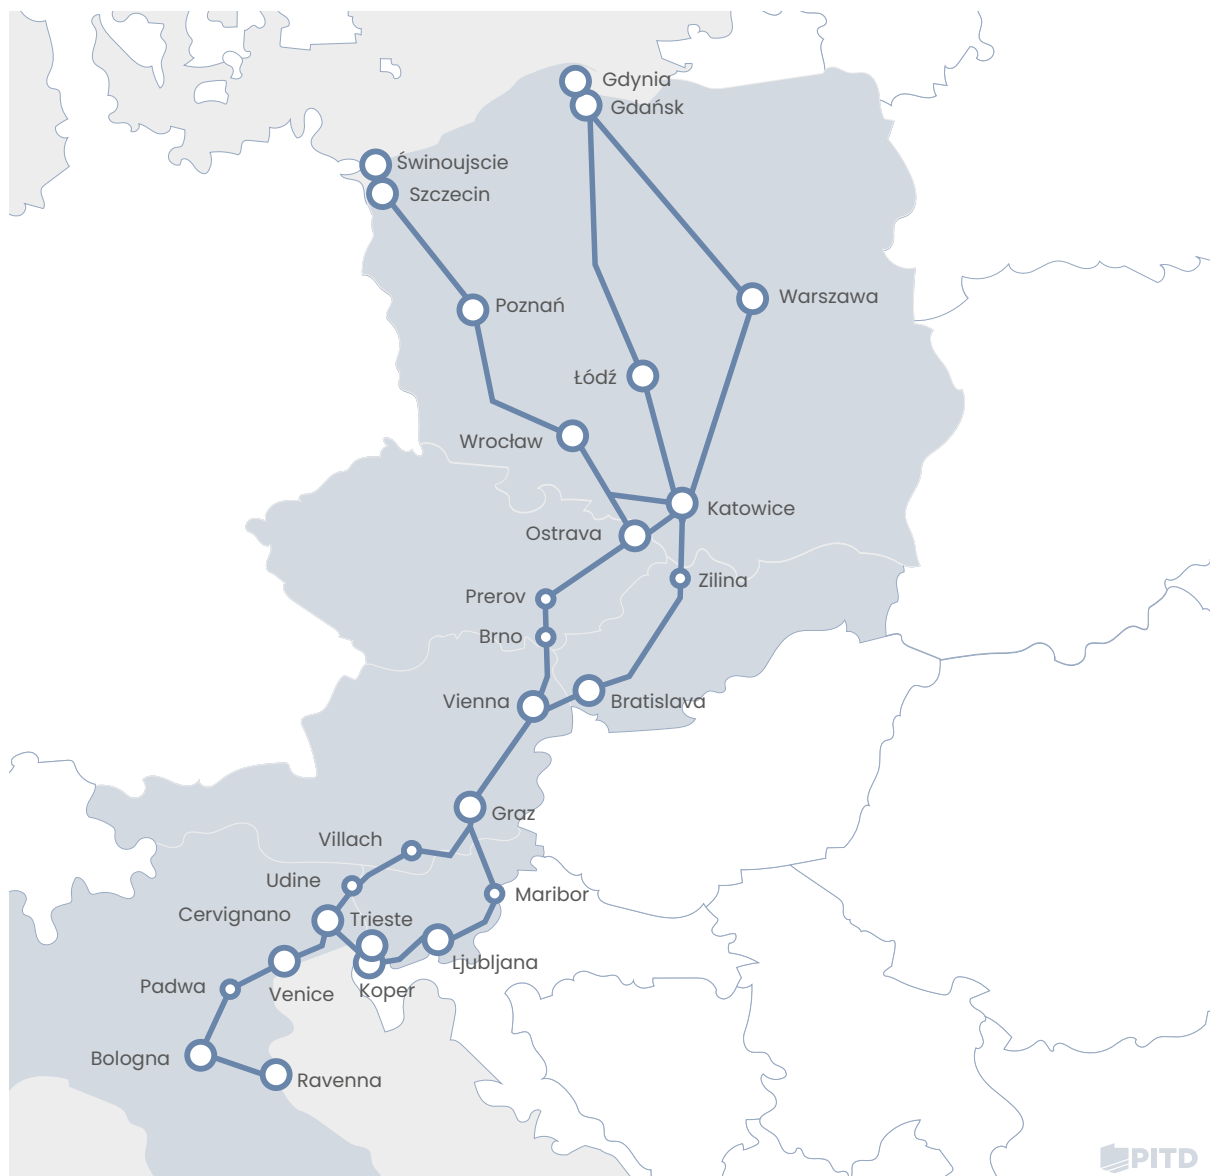 Gdynia
Gdańsk
Świnoujscie
Szczecin
Warszawa
Poznań
Łódź
Wrocław
Katowice
Ostrava
Zilina
Prerov
Brno
Vienna
Bratislava
Graz
Villach
Udine
Maribor
Cervignano
Trieste
Ljubljana
Padwa
Venice
Koper
Bologna
Ravenna
PITD